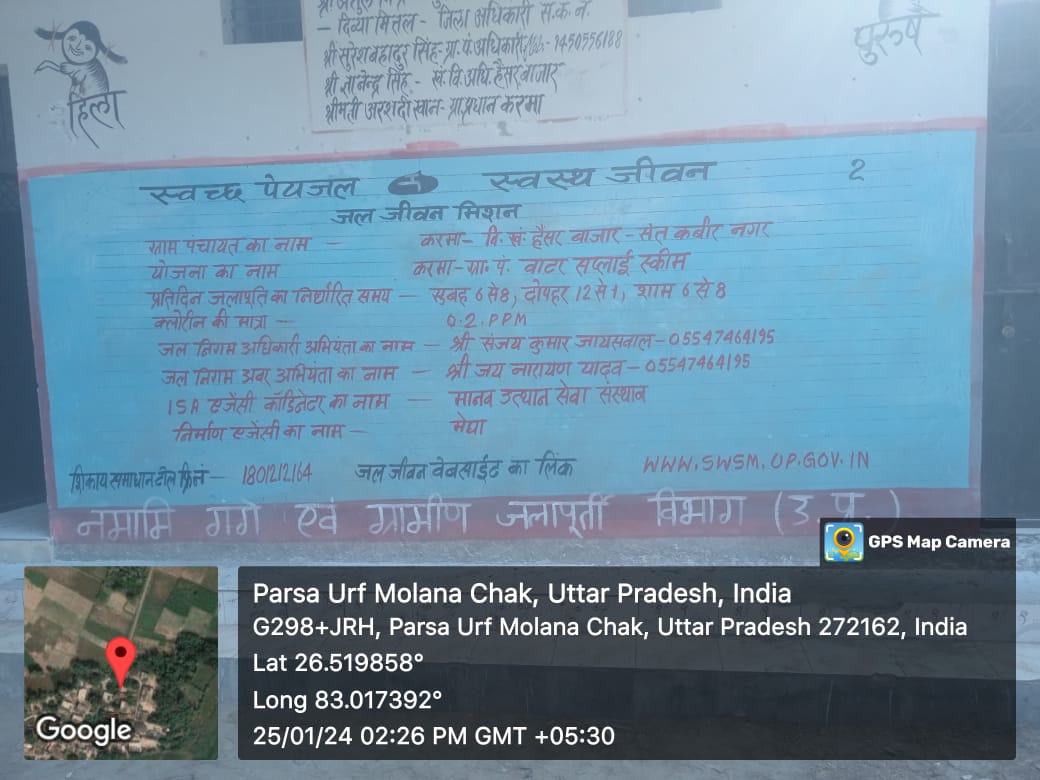 – दिव्या मित्तल – जिला अधिकारी स.क.न.
श्री सुरेशबहादुर सिंह-ग्रा.पं.अधिकारी, Mob:-9450556188
श्री ज्ञानेन्द्र सिंह - खं.वि.अधि.हैसर बाजार
श्रीमती अरशदी खान- ग्रा.प्रधान करमा
हिला
पुरुष
स्वच्छ पेयजल स्वस्थ जीवन 2
जल जीवन मिशन
ग्राम पंचायत का नाम – करमा- वि. खं. हैंसर बाजार - संत कबीर नगर
योजना का नाम करमा-ग्रा. पं. वाटर सप्लाई स्कीम
प्रतिदिन जलापूर्ति का निर्धारित समय – सुबह 6 से 8, दोपहर 12 से 1, शाम 6 से 8
क्लोरीन की मात्रा – 0.2.PPM
जल निगम अधिकारी अभियंता का नाम – श्री संजय कुमार जायसवाल-05547464195
जल निगम अवर अभियंता का नाम – श्री जय नारायण यादव-05547464195
ISA एजेंसी कॉर्डिनेटर का नाम – मानव उत्थान सेवा संस्थान
निर्माण एजेंसी का नाम – मेघा
शिकाय समाधान टोल फ्रि नं – 1801212164 जल जीवन वेबसाईट का लिंक WWW.SWSM.UP.GOV.IN
नमामि गंगे एवं ग्रामीण जलापूर्ती विभाग (उ.प्र.)
GPS Map Camera
Parsa Urf Molana Chak, Uttar Pradesh, India
G298+JRH, Parsa Urf Molana Chak, Uttar Pradesh 272162, India
Lat 26.519858°
Long 83.017392°
25/01/24 02:26 PM GMT +05:30
Google